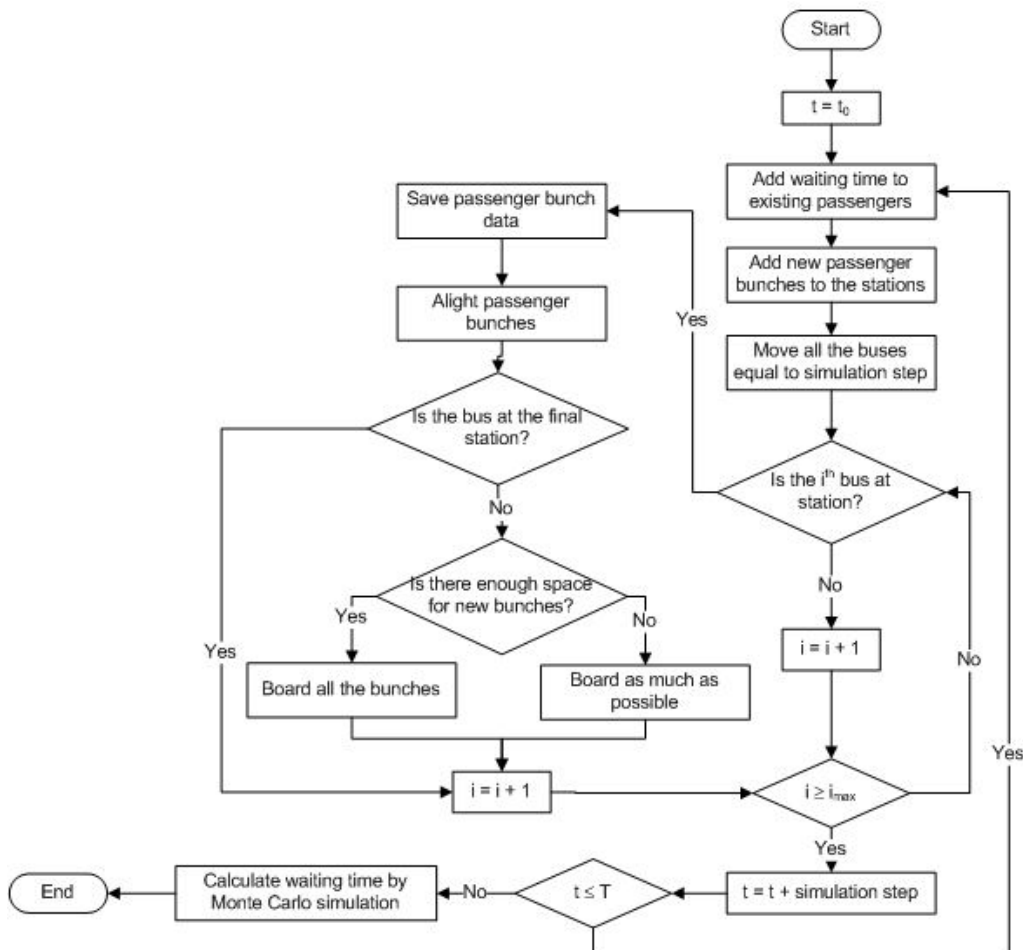 Start
t = t₀
Add waiting time to
existing passengers
Save passenger bunch
data
Add new passenger
bunches to the stations
Alight passenger
bunches
Yes
Move all the buses
equal to simulation step
Is the bus at the final
station?
Is the iᵗʰ bus at
station?
No
Is there enough space
for new bunches?
No
Yes
No
Yes
i = i + 1
No
Board all the bunches
Board as much as
possible
Yes
i = i + 1
i ≥ iₘₐₓ
Yes
Calculate waiting time by
Monte Carlo simulation
End
No
t ≤ T
t = t + simulation step